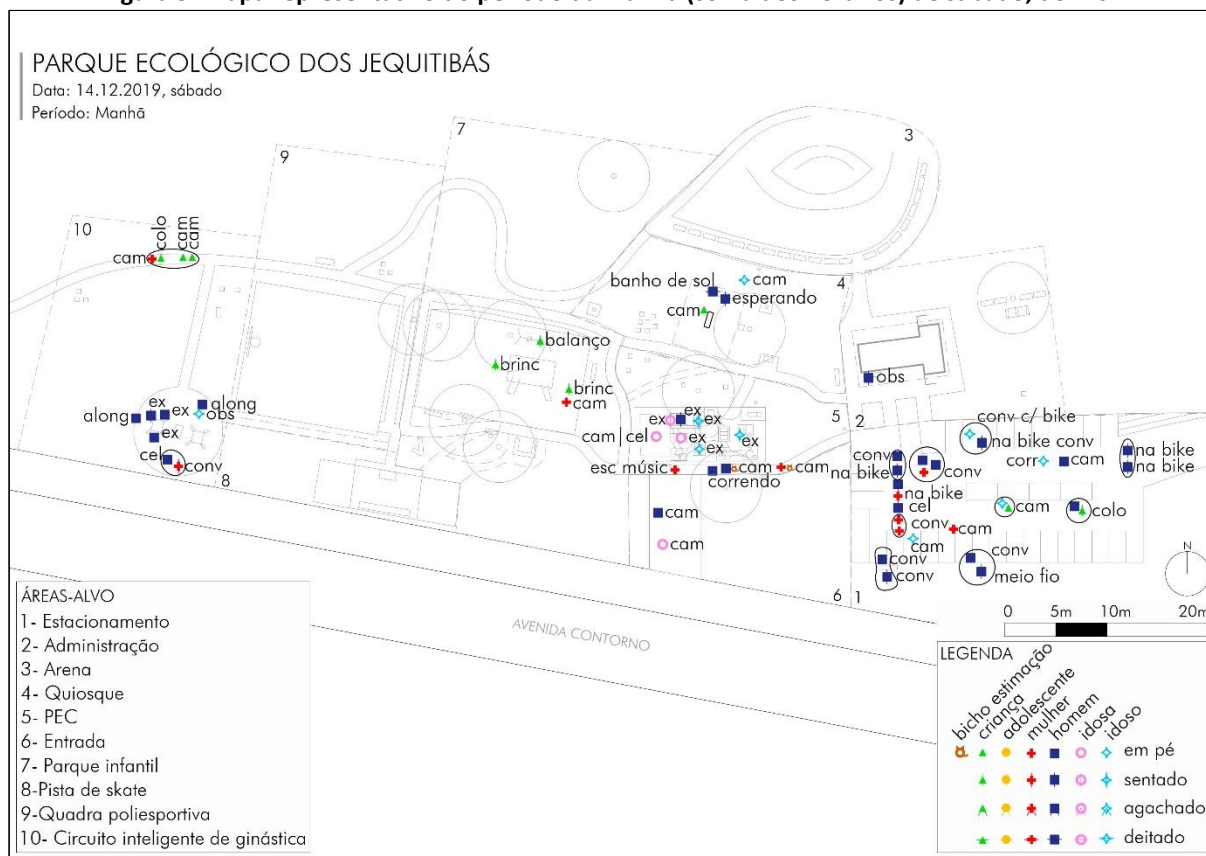 PARQUE ECOLÓGICO DOS JEQUITIBÁS
Data: 14.12.2019, sábado
Período: Manhã
7
3
9
10
colo
cam
cam
cam
banho de sol
cam
esperando
4
cam
balanço
brinc
obs
brinc
cam
along
ex
along
ex
obs
ex
cel
conv
8
ex
ex
ex
cam
cel
ex
ex
ex
esc músic
cam
cam
correndo
cam
cam
5
2
conv c/ bike
na bike conv
na bike
na bike
conv
na bike
conv
corr
cam
na bike
cel
conv
cam
cam
cam
colo
conv
conv
conv
meio fio
6
1
N
0 5m 10m 20m
AVENIDA CONTORNO
ÁREAS-ALVO
1- Estacionamento
2- Administração
3- Arena
4- Quiosque
5- PEC
6- Entrada
7- Parque infantil
8-Pista de skate
9-Quadra poliesportiva
10- Circuito inteligente de ginástica
LEGENDA
bicho estimação
criança
adolescente
mulher
homem
idosa
idoso
em pé
sentado
agachado
deitado